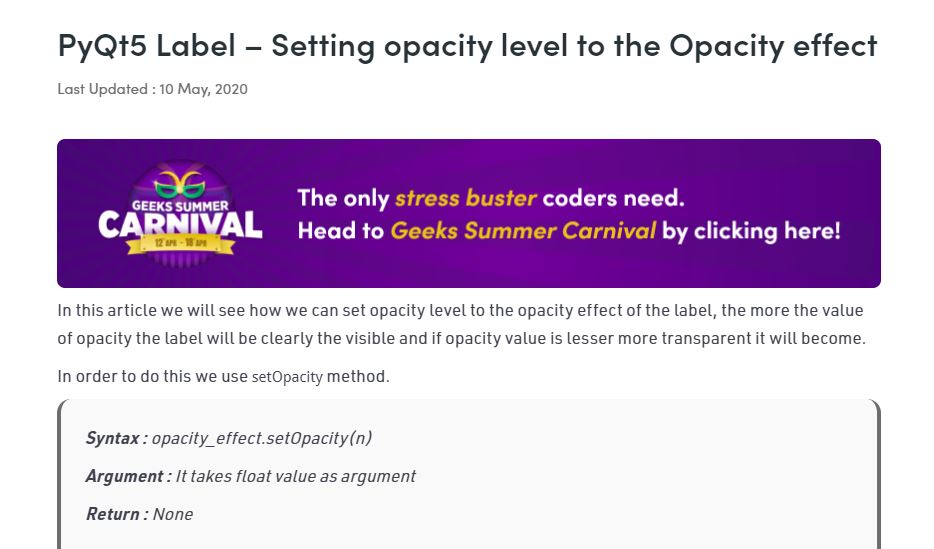 PyQt5 Label – Setting opacity level to the Opacity effect
Last Updated : 10 May, 2020
GEEKS SUMMER
CARNIVAL
12 APR - 18 APR
The only stress buster coders need.
Head to Geeks Summer Carnival by clicking here!
In this article we will see how we can set opacity level to the opacity effect of the label, the more the value
of opacity the label will be clearly the visible and if opacity value is lesser more transparent it will become.
In order to do this we use setOpacity method.
Syntax : opacity_effect.setOpacity(n)
Argument : It takes float value as argument
Return : None